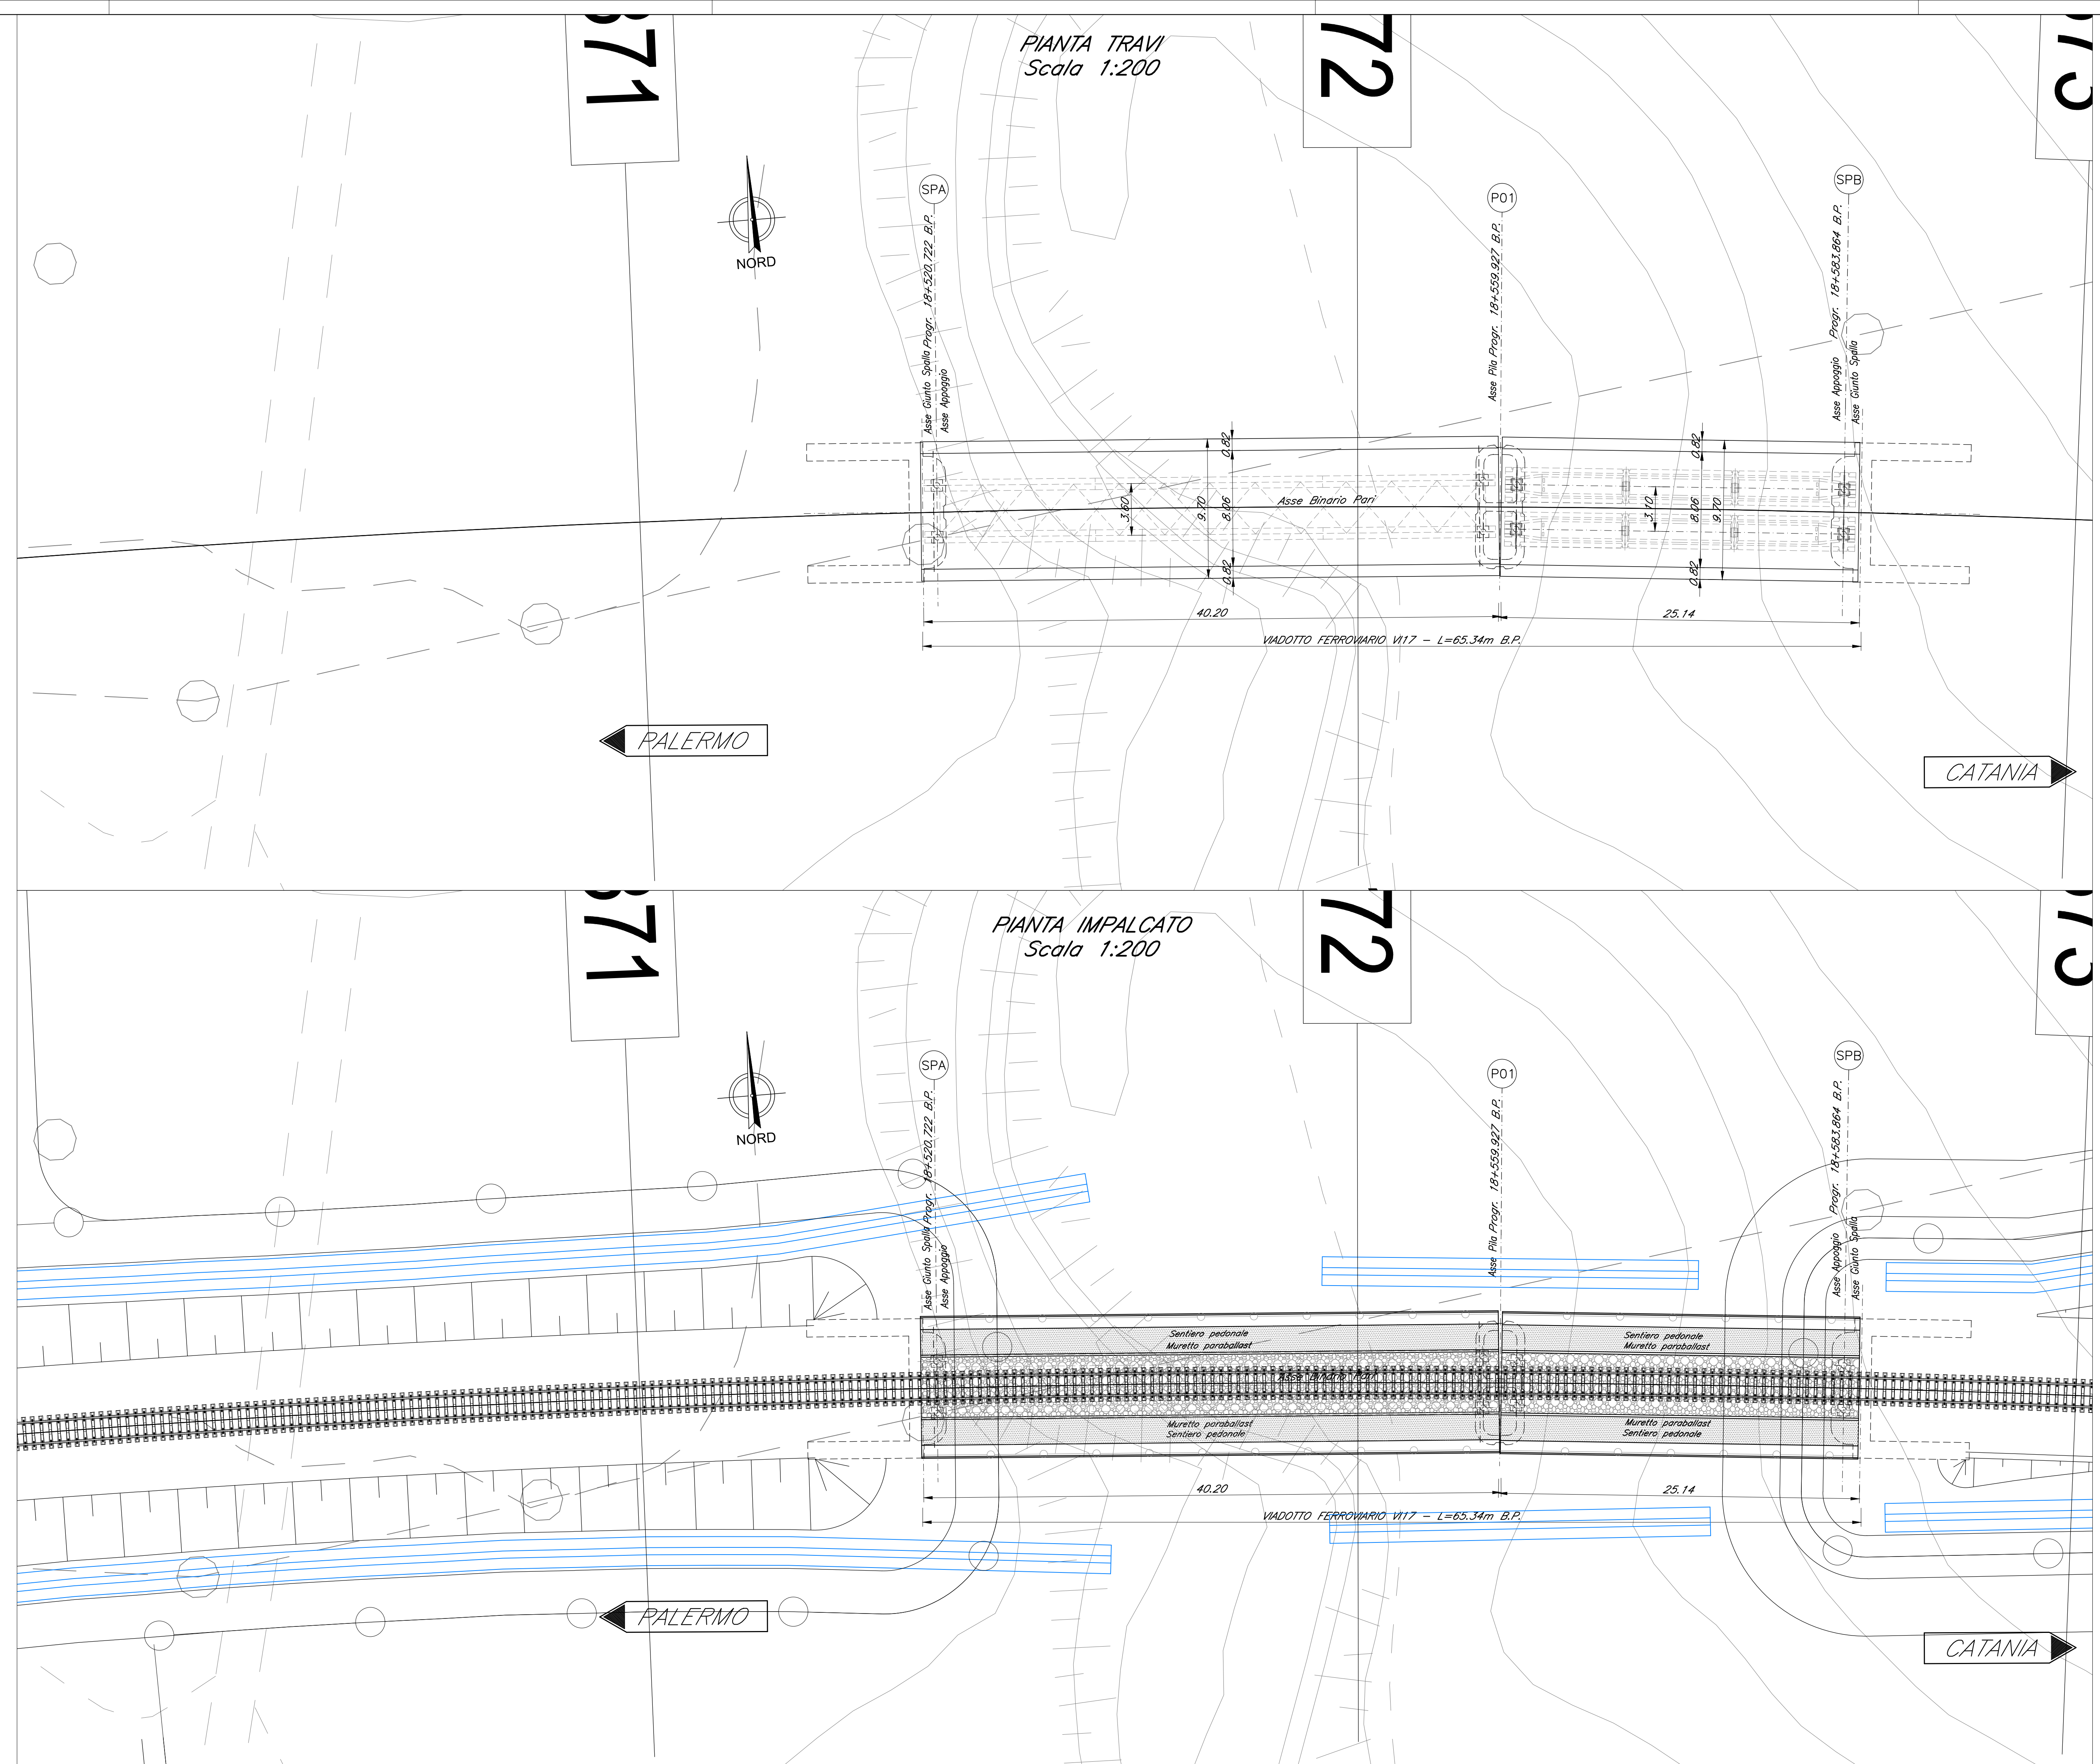 371
72
PIANTA TRAVI
Scala 1:200
NORD
SPA
P01
SPB
Asse Giunto Spalla Progr. 18+520.722 B.P.
Asse Appoggio
Asse Pila Progr. 18+559.927 B.P.
Asse Appoggio Progr. 18+583.864 B.P.
Asse Giunto Spalla
0.82
3.60
9.70
8.06
0.82
Asse Binario Pari
0.82
3.10
8.06
9.70
0.82
40.20
25.14
VIADOTTO FERROVIARIO VI17 - L=65.34m B.P.
PALERMO
CATANIA
371
72
PIANTA IMPALCATO
Scala 1:200
NORD
SPA
P01
SPB
Asse Giunto Spalla Progr. 18+520.722 B.P.
Asse Appoggio
Asse Pila Progr. 18+559.927 B.P.
Asse Appoggio Progr. 18+583.864 B.P.
Asse Giunto Spalla
Sentiero pedonale
Muretto paraballast
Sentiero pedonale
Muretto paraballast
Asse Binario Pari
Muretto paraballast
Sentiero pedonale
Muretto paraballast
Sentiero pedonale
40.20
25.14
VIADOTTO FERROVIARIO VI17 - L=65.34m B.P.
PALERMO
CATANIA